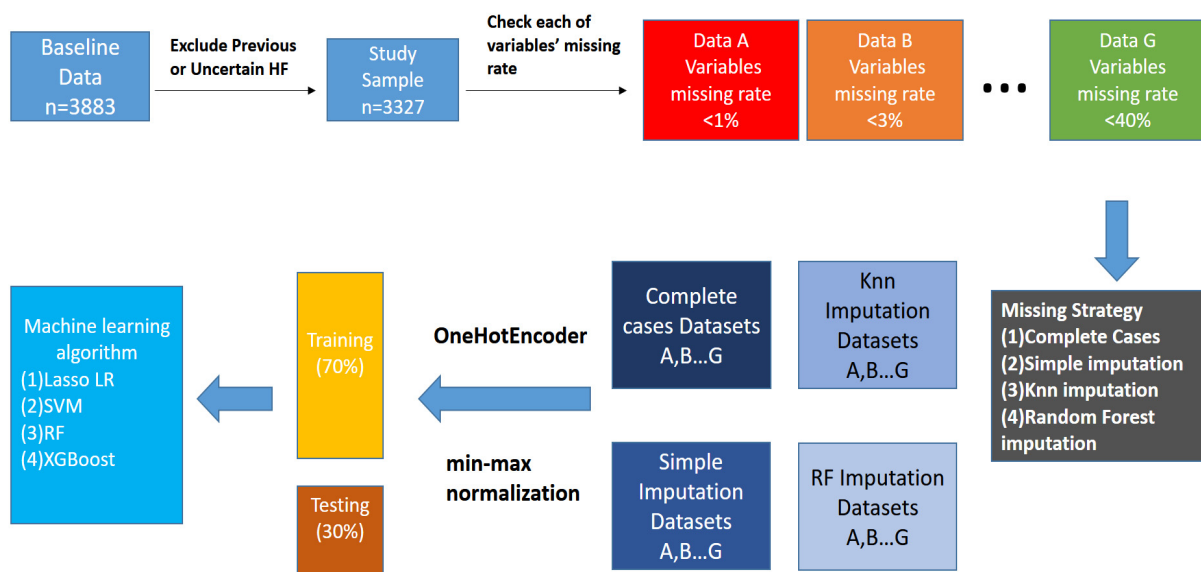 Baseline
Data
n=3883
Exclude Previous
or Uncertain HF
Study
Sample
n=3327
Check each of
variables’ missing
rate
Data A
Variables
missing rate
<1%
Data B
Variables
missing rate
<3%
...
Data G
Variables
missing rate
<40%
Missing Strategy
(1)Complete Cases
(2)Simple imputation
(3)Knn imputation
(4)Random Forest
imputation
Complete
cases Datasets
A,B...G
Knn
Imputation
Datasets
A,B...G
Simple
Imputation
Datasets
A,B...G
RF Imputation
Datasets
A,B...G
OneHotEncoder
min-max
normalization
Training
(70%)
Testing
(30%)
Machine learning
algorithm
(1)Lasso LR
(2)SVM
(3)RF
(4)XGBoost